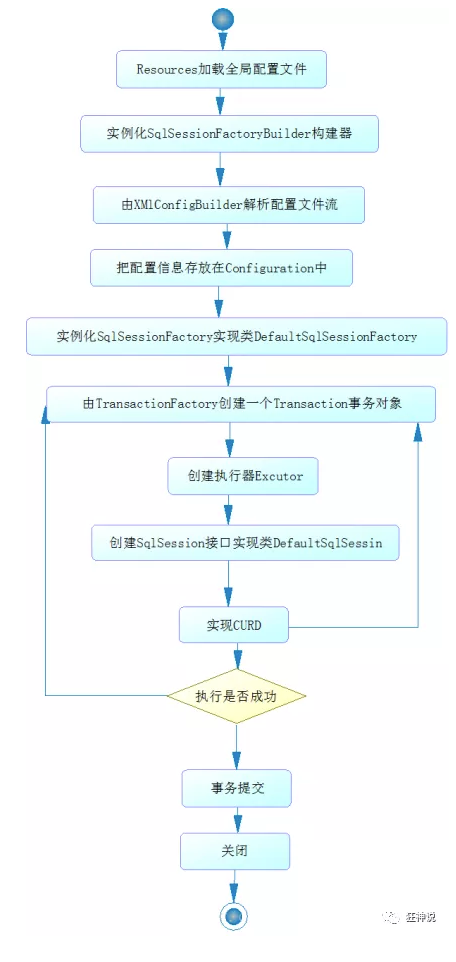 Resources加载全局配置文件
实例化SqlSessionFactoryBuilder构建器
由XMlConfigBuilder解析配置文件流
把配置信息存放在Configuration中
实例化SqlSessionFactory实现类DefaultSqlSessionFactory
由TransactionFactory创建一个Transaction事务对象
创建执行器Excutor
创建SqlSession接口实现类DefaultSqlSessin
实现CURD
执行是否成功
事务提交
关闭
狂神说